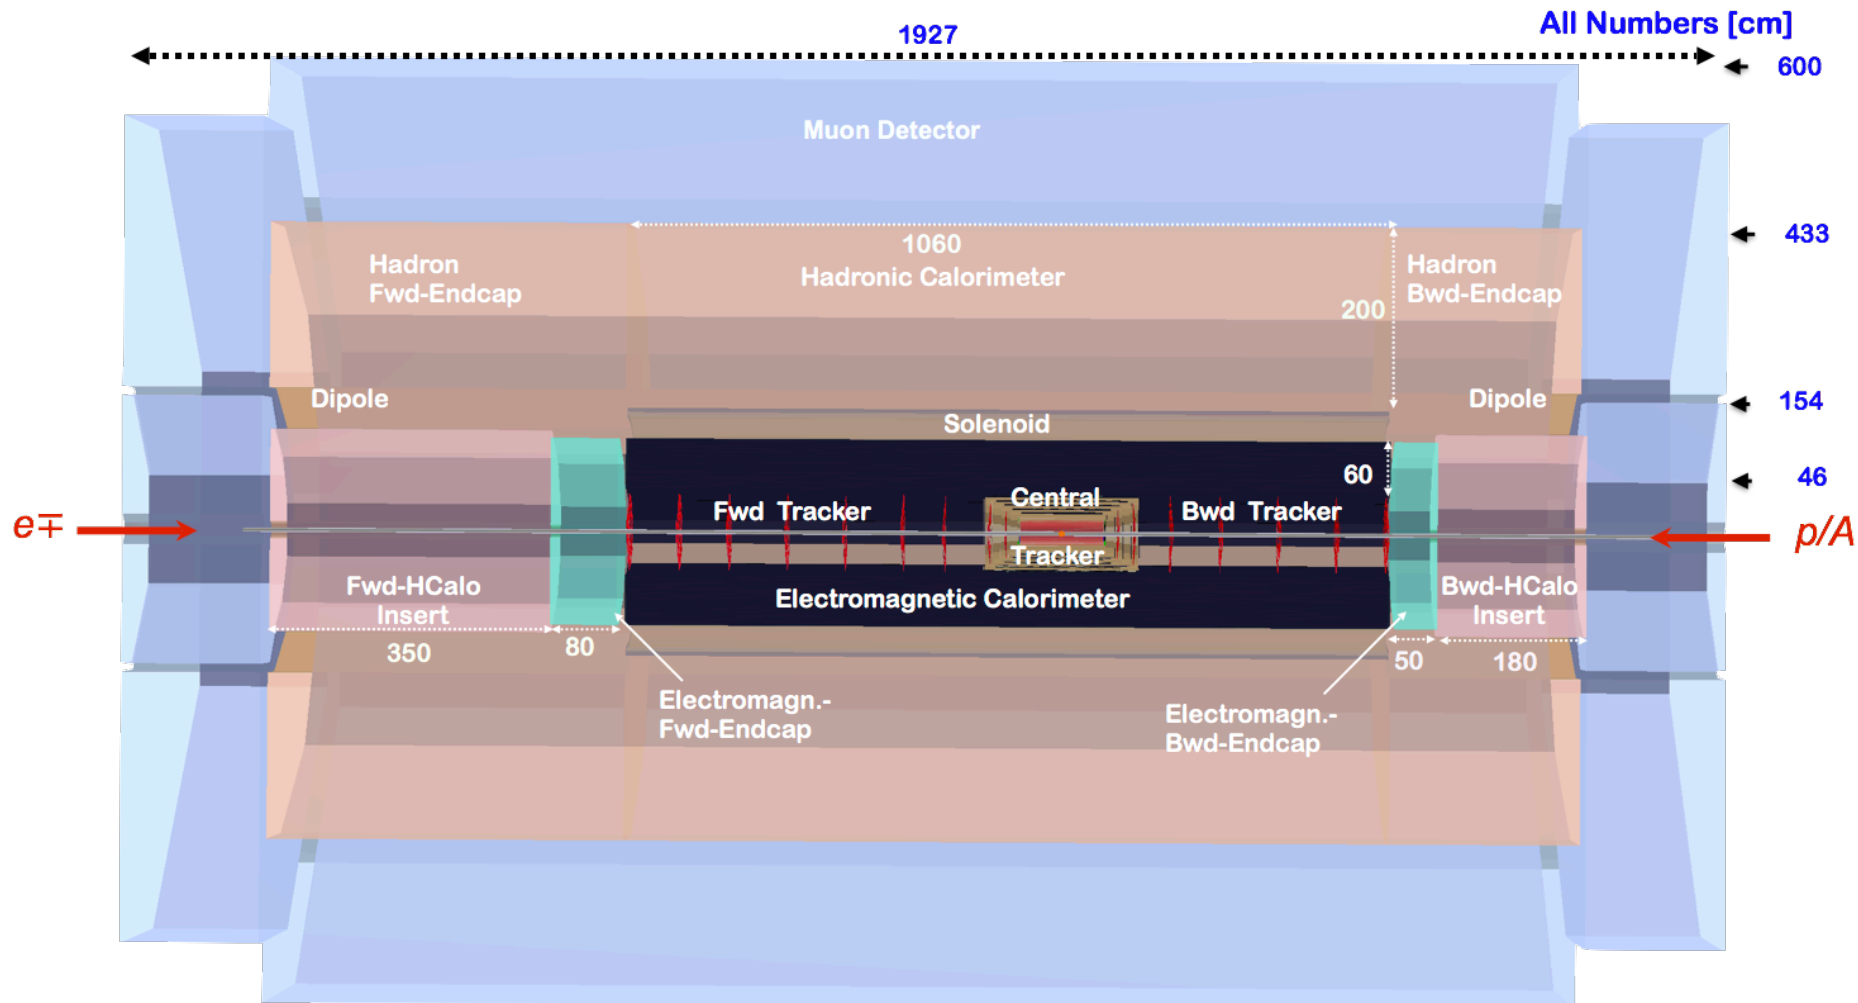 All Numbers [cm]
1927
600
Muon Detector
433
1060
Hadronic Calorimeter
Hadron
Fwd-Endcap
Hadron
Bwd-Endcap
200
Dipole
Dipole
154
Solenoid
60
46
Fwd Tracker
Central
Tracker
Bwd Tracker
e∓
p/A
Fwd-HCalo
Insert
Electromagnetic Calorimeter
Bwd-HCalo
Insert
350
80
50
180
Electromagn.-
Fwd-Endcap
Electromagn.-
Bwd-Endcap